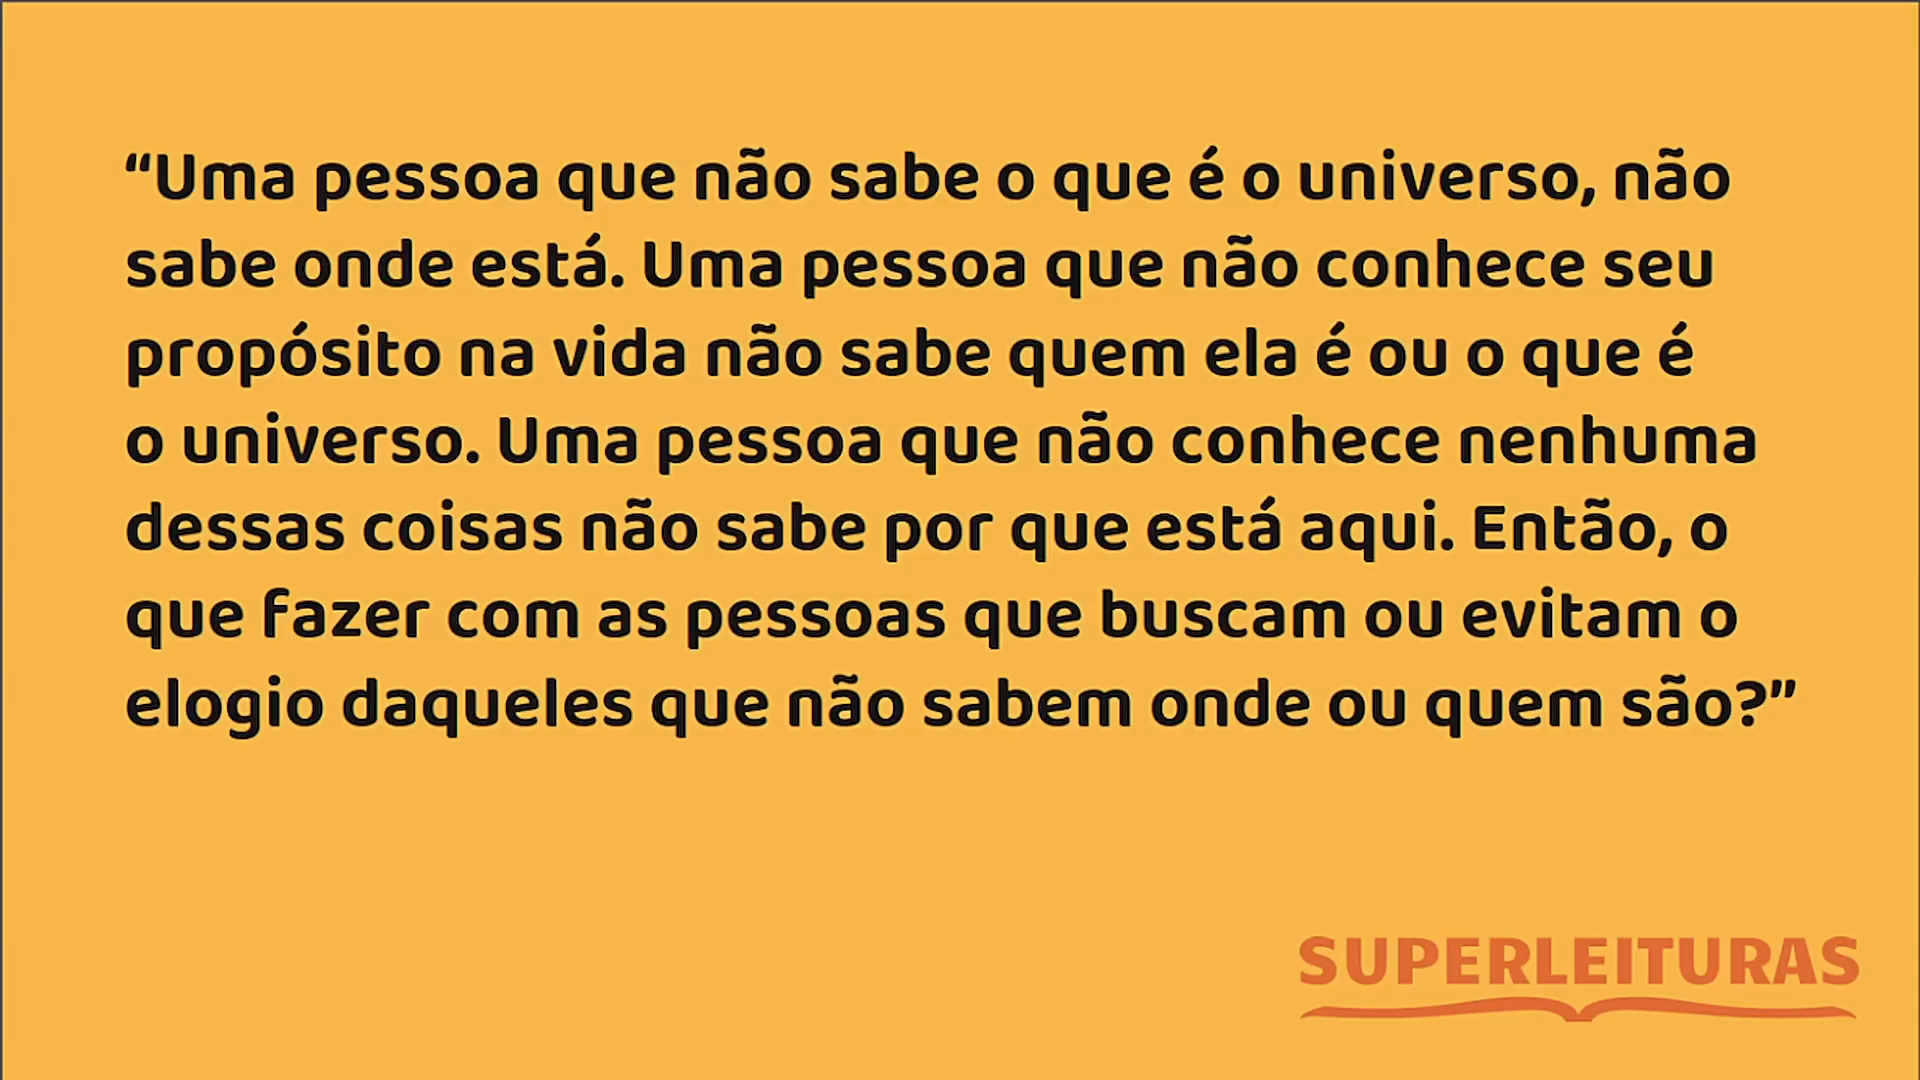 “Uma pessoa que não sabe o que é o universo, não
sabe onde está. Uma pessoa que não conhece seu
propósito na vida não sabe quem ela é ou o que é
o universo. Uma pessoa que não conhece nenhuma
dessas coisas não sabe por que está aqui. Então, o
que fazer com as pessoas que buscam ou evitam o
elogio daqueles que não sabem onde ou quem são?”
SUPERLEITURAS